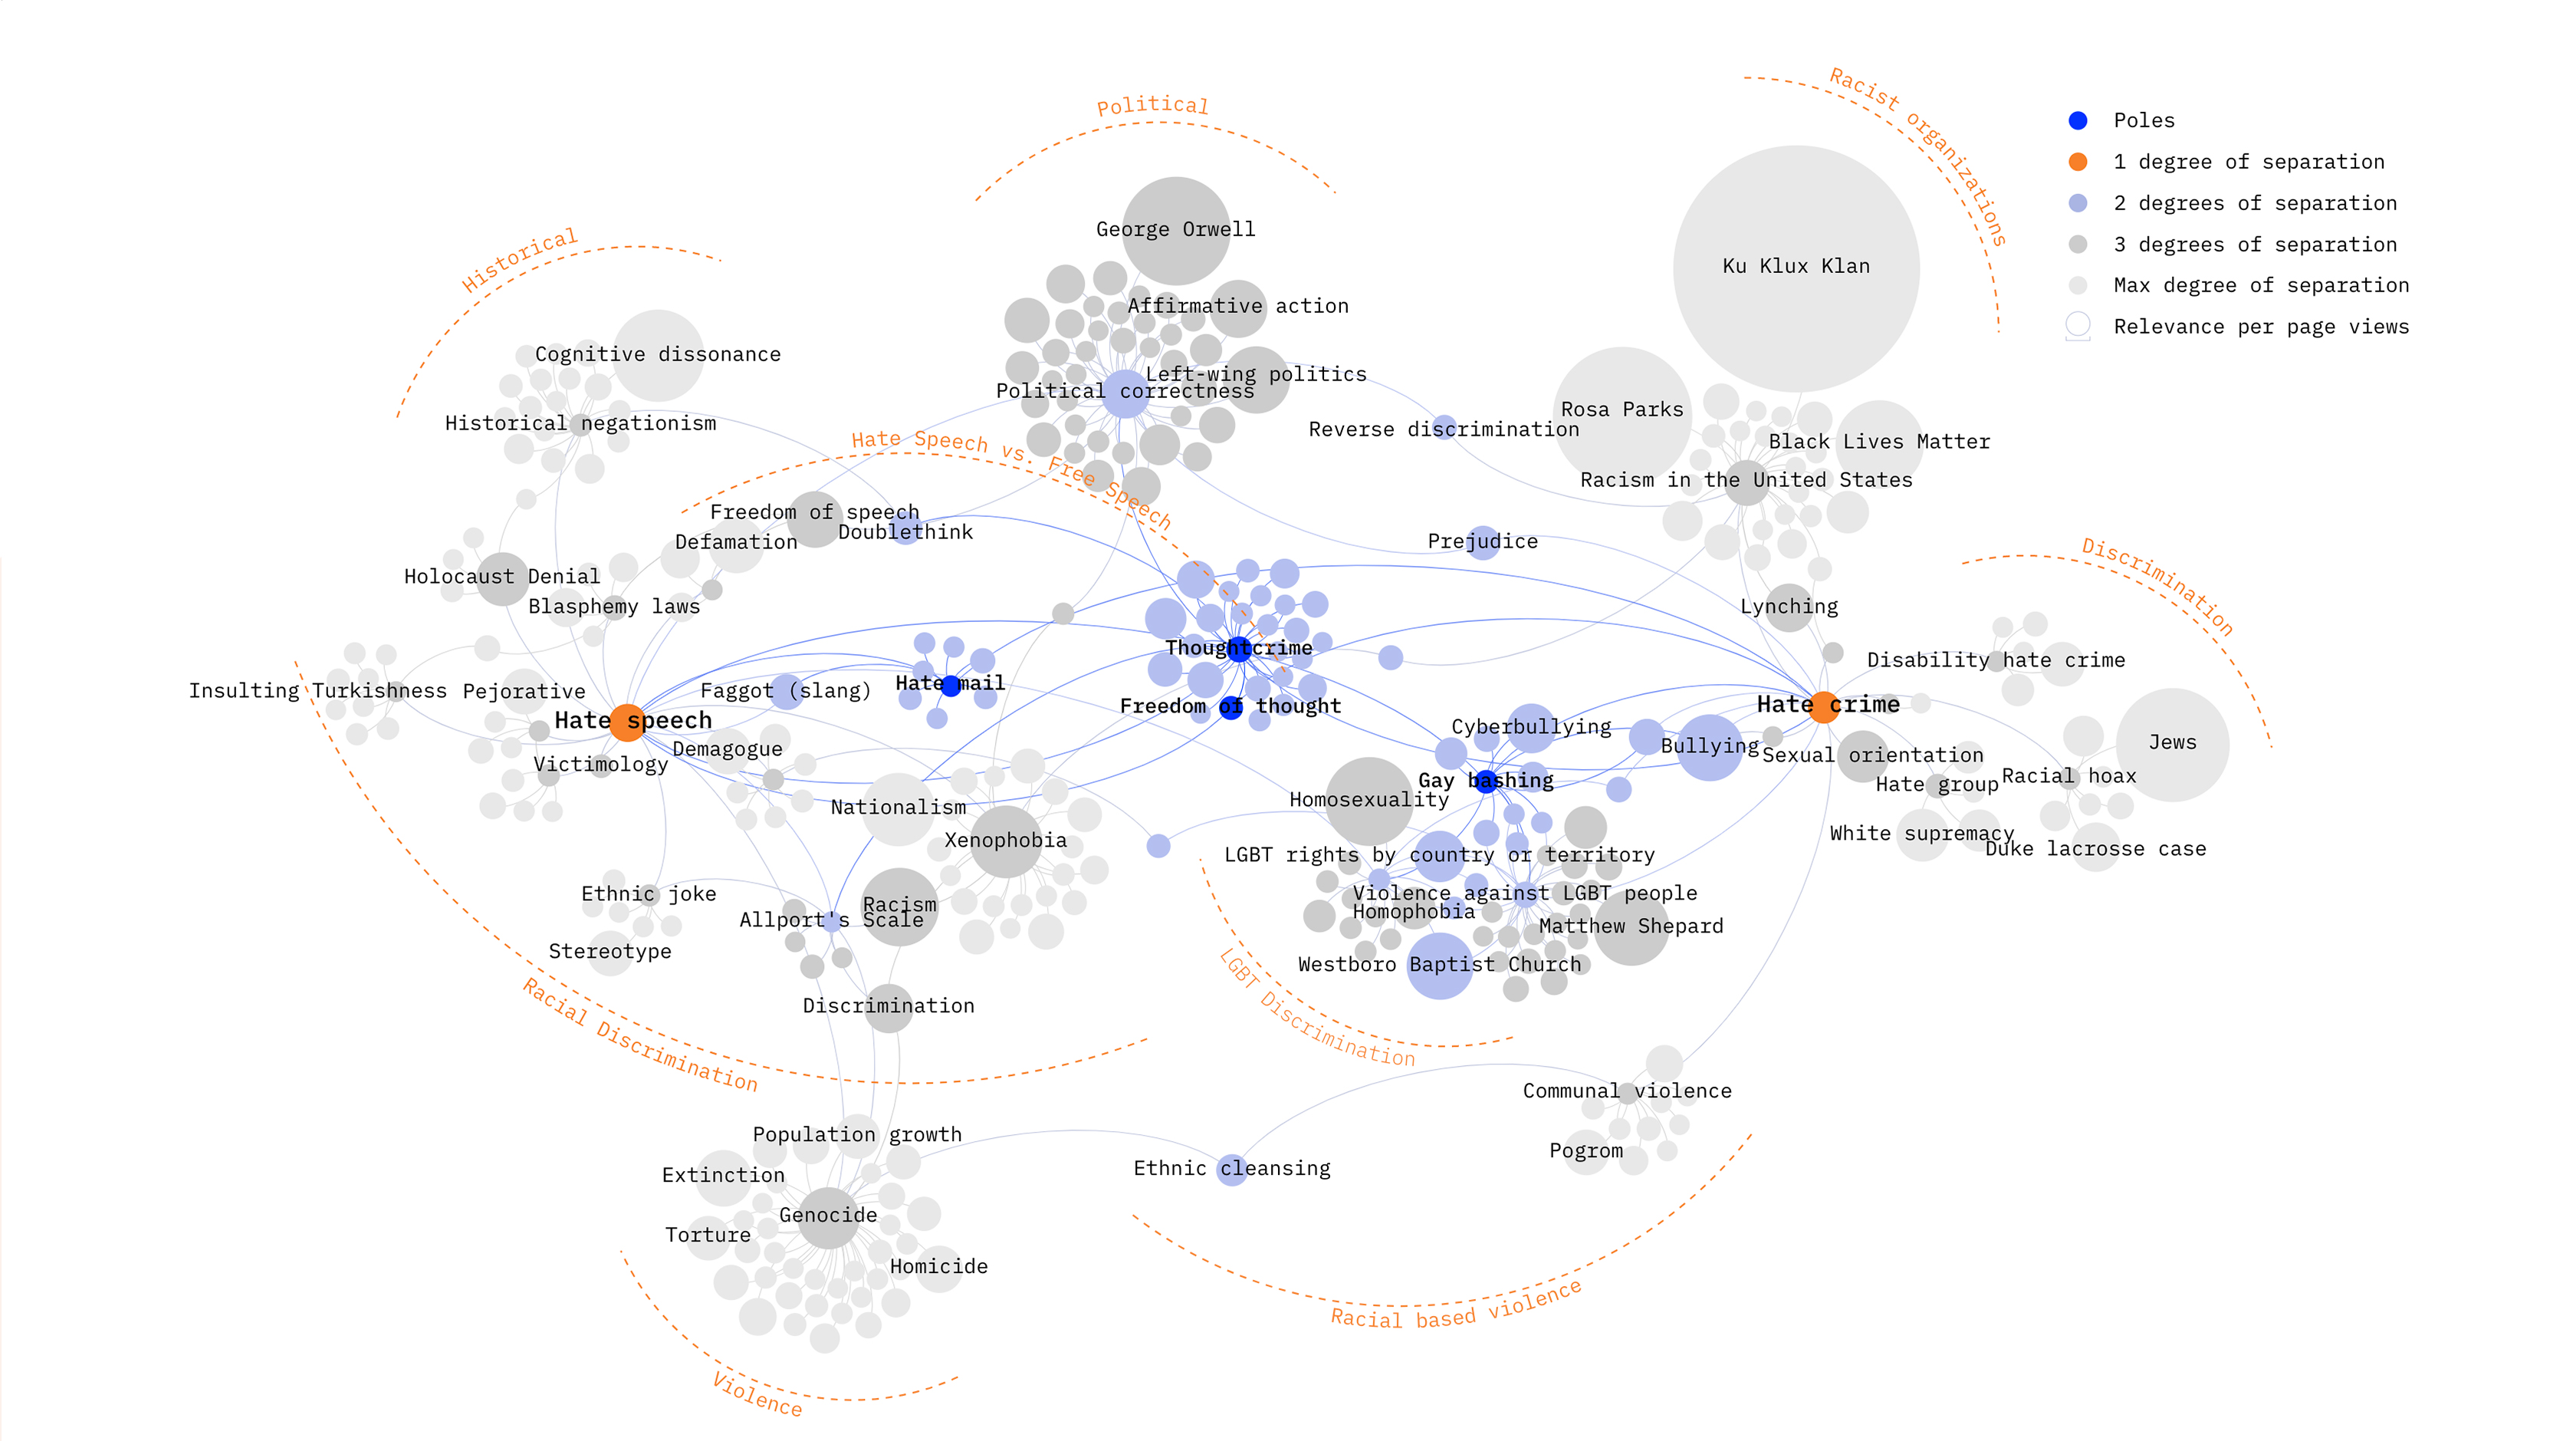 Racist organizations
Political
Poles
1 degree of separation
2 degrees of separation
3 degrees of separation
Max degree of separation
Relevance per page views
George Orwell
Historical
Ku Klux Klan
Affirmative action
Cognitive dissonance
Left-wing politics
Political correctness
Rosa Parks
Historical negationism
Reverse discrimination
Black Lives Matter
Hate Speech vs. Free Speech
Racism in the United States
Freedom of speech
Doublethink
Defamation
Prejudice
Discrimination
Holocaust Denial
Blasphemy laws
Lynching
Thoughtcrime
Disability hate crime
Insulting Turkishness
Pejorative
Faggot (slang)
Hate mail
Freedom of thought
Hate crime
Hate speech
Cyberbullying
Bullying
Jews
Demagogue
Sexual orientation
Victimology
Gay bashing
Racial hoax
Hate group
Homosexuality
Nationalism
White supremacy
Xenophobia
Duke lacrosse case
LGBT rights by country or territory
Ethnic joke
Violence against LGBT people
Racism
Homophobia
Allport's Scale
Matthew Shepard
Stereotype
Westboro Baptist Church
Discrimination
LGBT Discrimination
Racial Discrimination
Communal violence
Population growth
Pogrom
Extinction
Ethnic cleansing
Genocide
Torture
Homicide
Racial based violence
Violence